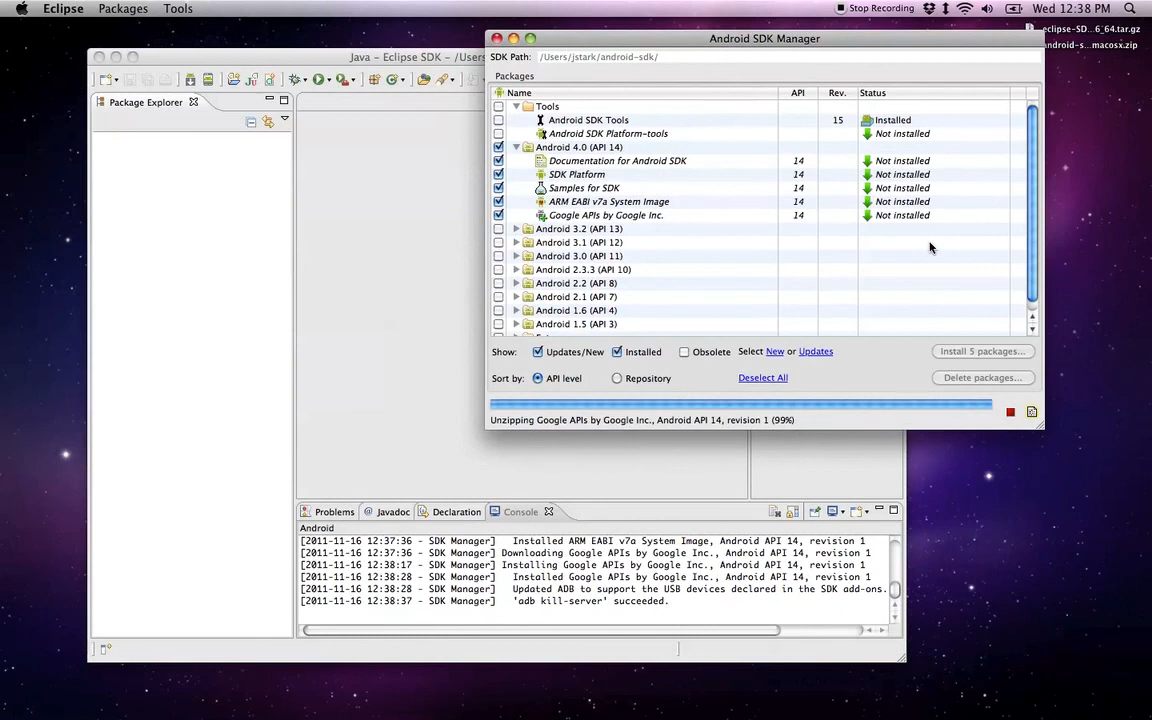 Eclipse Packages Tools
Stop Recording Wed 12:38 PM
eclipse-SD...6_64.tar.gz
android-s...macosx.zip
Java - Eclipse SDK - /Users
Android SDK Manager
SDK Path: /Users/jstark/android-sdk/
Packages
Name API Rev. Status
Tools
Android SDK Tools 15 Installed
Android SDK Platform-tools Not installed
Android 4.0 (API 14)
Documentation for Android SDK 14 Not installed
SDK Platform 14 Not installed
Samples for SDK 14 Not installed
ARM EABI v7a System Image 14 Not installed
Google APIs by Google Inc. 14 Not installed
Android 3.2 (API 13)
Android 3.1 (API 12)
Android 3.0 (API 11)
Android 2.3.3 (API 10)
Android 2.2 (API 8)
Android 2.1 (API 7)
Android 1.6 (API 4)
Android 1.5 (API 3)
Show: Updates/New Installed Obsolete Select New or Updates Install 5 packages...
Sort by: API level Repository Deselect All Delete packages...
Unzipping Google APIs by Google Inc., Android API 14, revision 1 (99%)
Package Explorer
Problems Javadoc Declaration Console
Android
[2011-11-16 12:37:36 - SDK Manager] Installed ARM EABI v7a System Image, Android API 14, revision 1
[2011-11-16 12:37:36 - SDK Manager] Downloading Google APIs by Google Inc., Android API 14, revision 1
[2011-11-16 12:38:17 - SDK Manager] Installing Google APIs by Google Inc., Android API 14, revision 1
[2011-11-16 12:38:28 - SDK Manager] Installed Google APIs by Google Inc., Android API 14, revision 1
[2011-11-16 12:38:28 - SDK Manager] Updated ADB to support the USB devices declared in the SDK add-ons.
[2011-11-16 12:38:37 - SDK Manager] 'adb kill-server' succeeded.